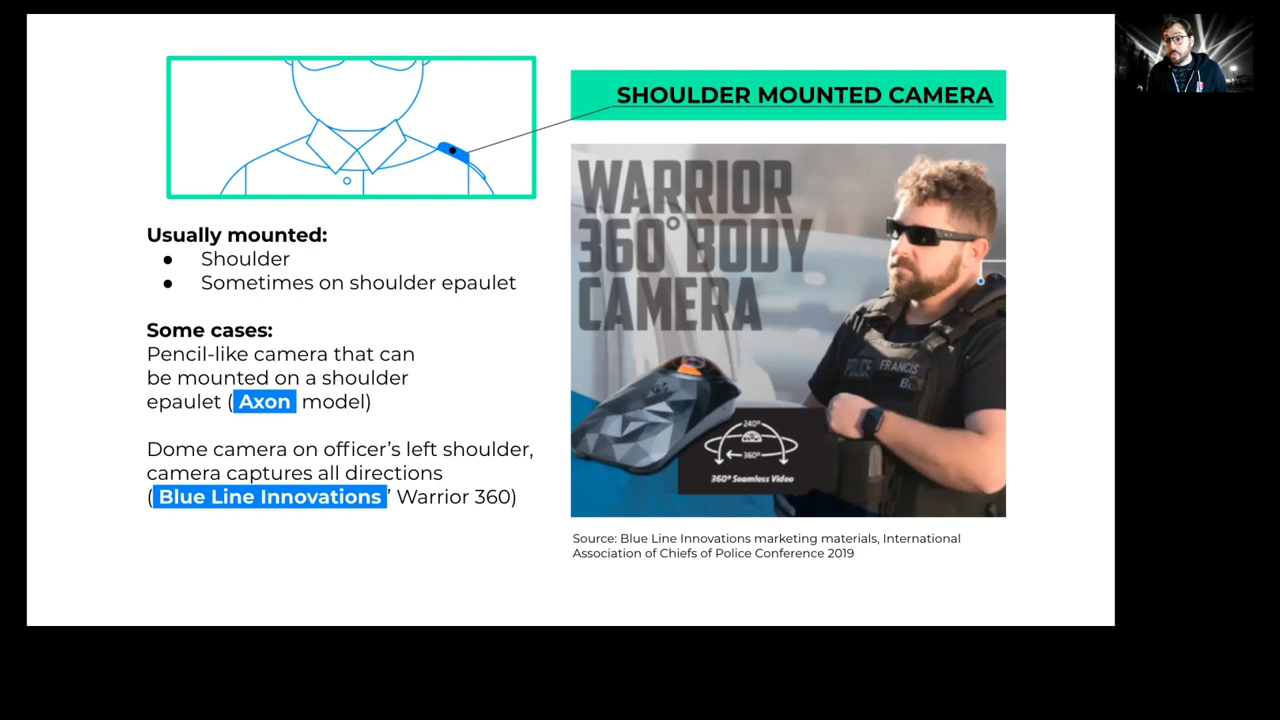 SHOULDER MOUNTED CAMERA
Usually mounted:
● Shoulder
● Sometimes on shoulder epaulet
Some cases:
Pencil-like camera that can
be mounted on a shoulder
epaulet ( Axon model)
Dome camera on officer’s left shoulder,
camera captures all directions
( Blue Line Innovations ’ Warrior 360)
WARRIOR
360° BODY
CAMERA
POLICE FRANCIS
240°
360°
360° Seamless Video
Source: Blue Line Innovations marketing materials, International
Association of Chiefs of Police Conference 2019